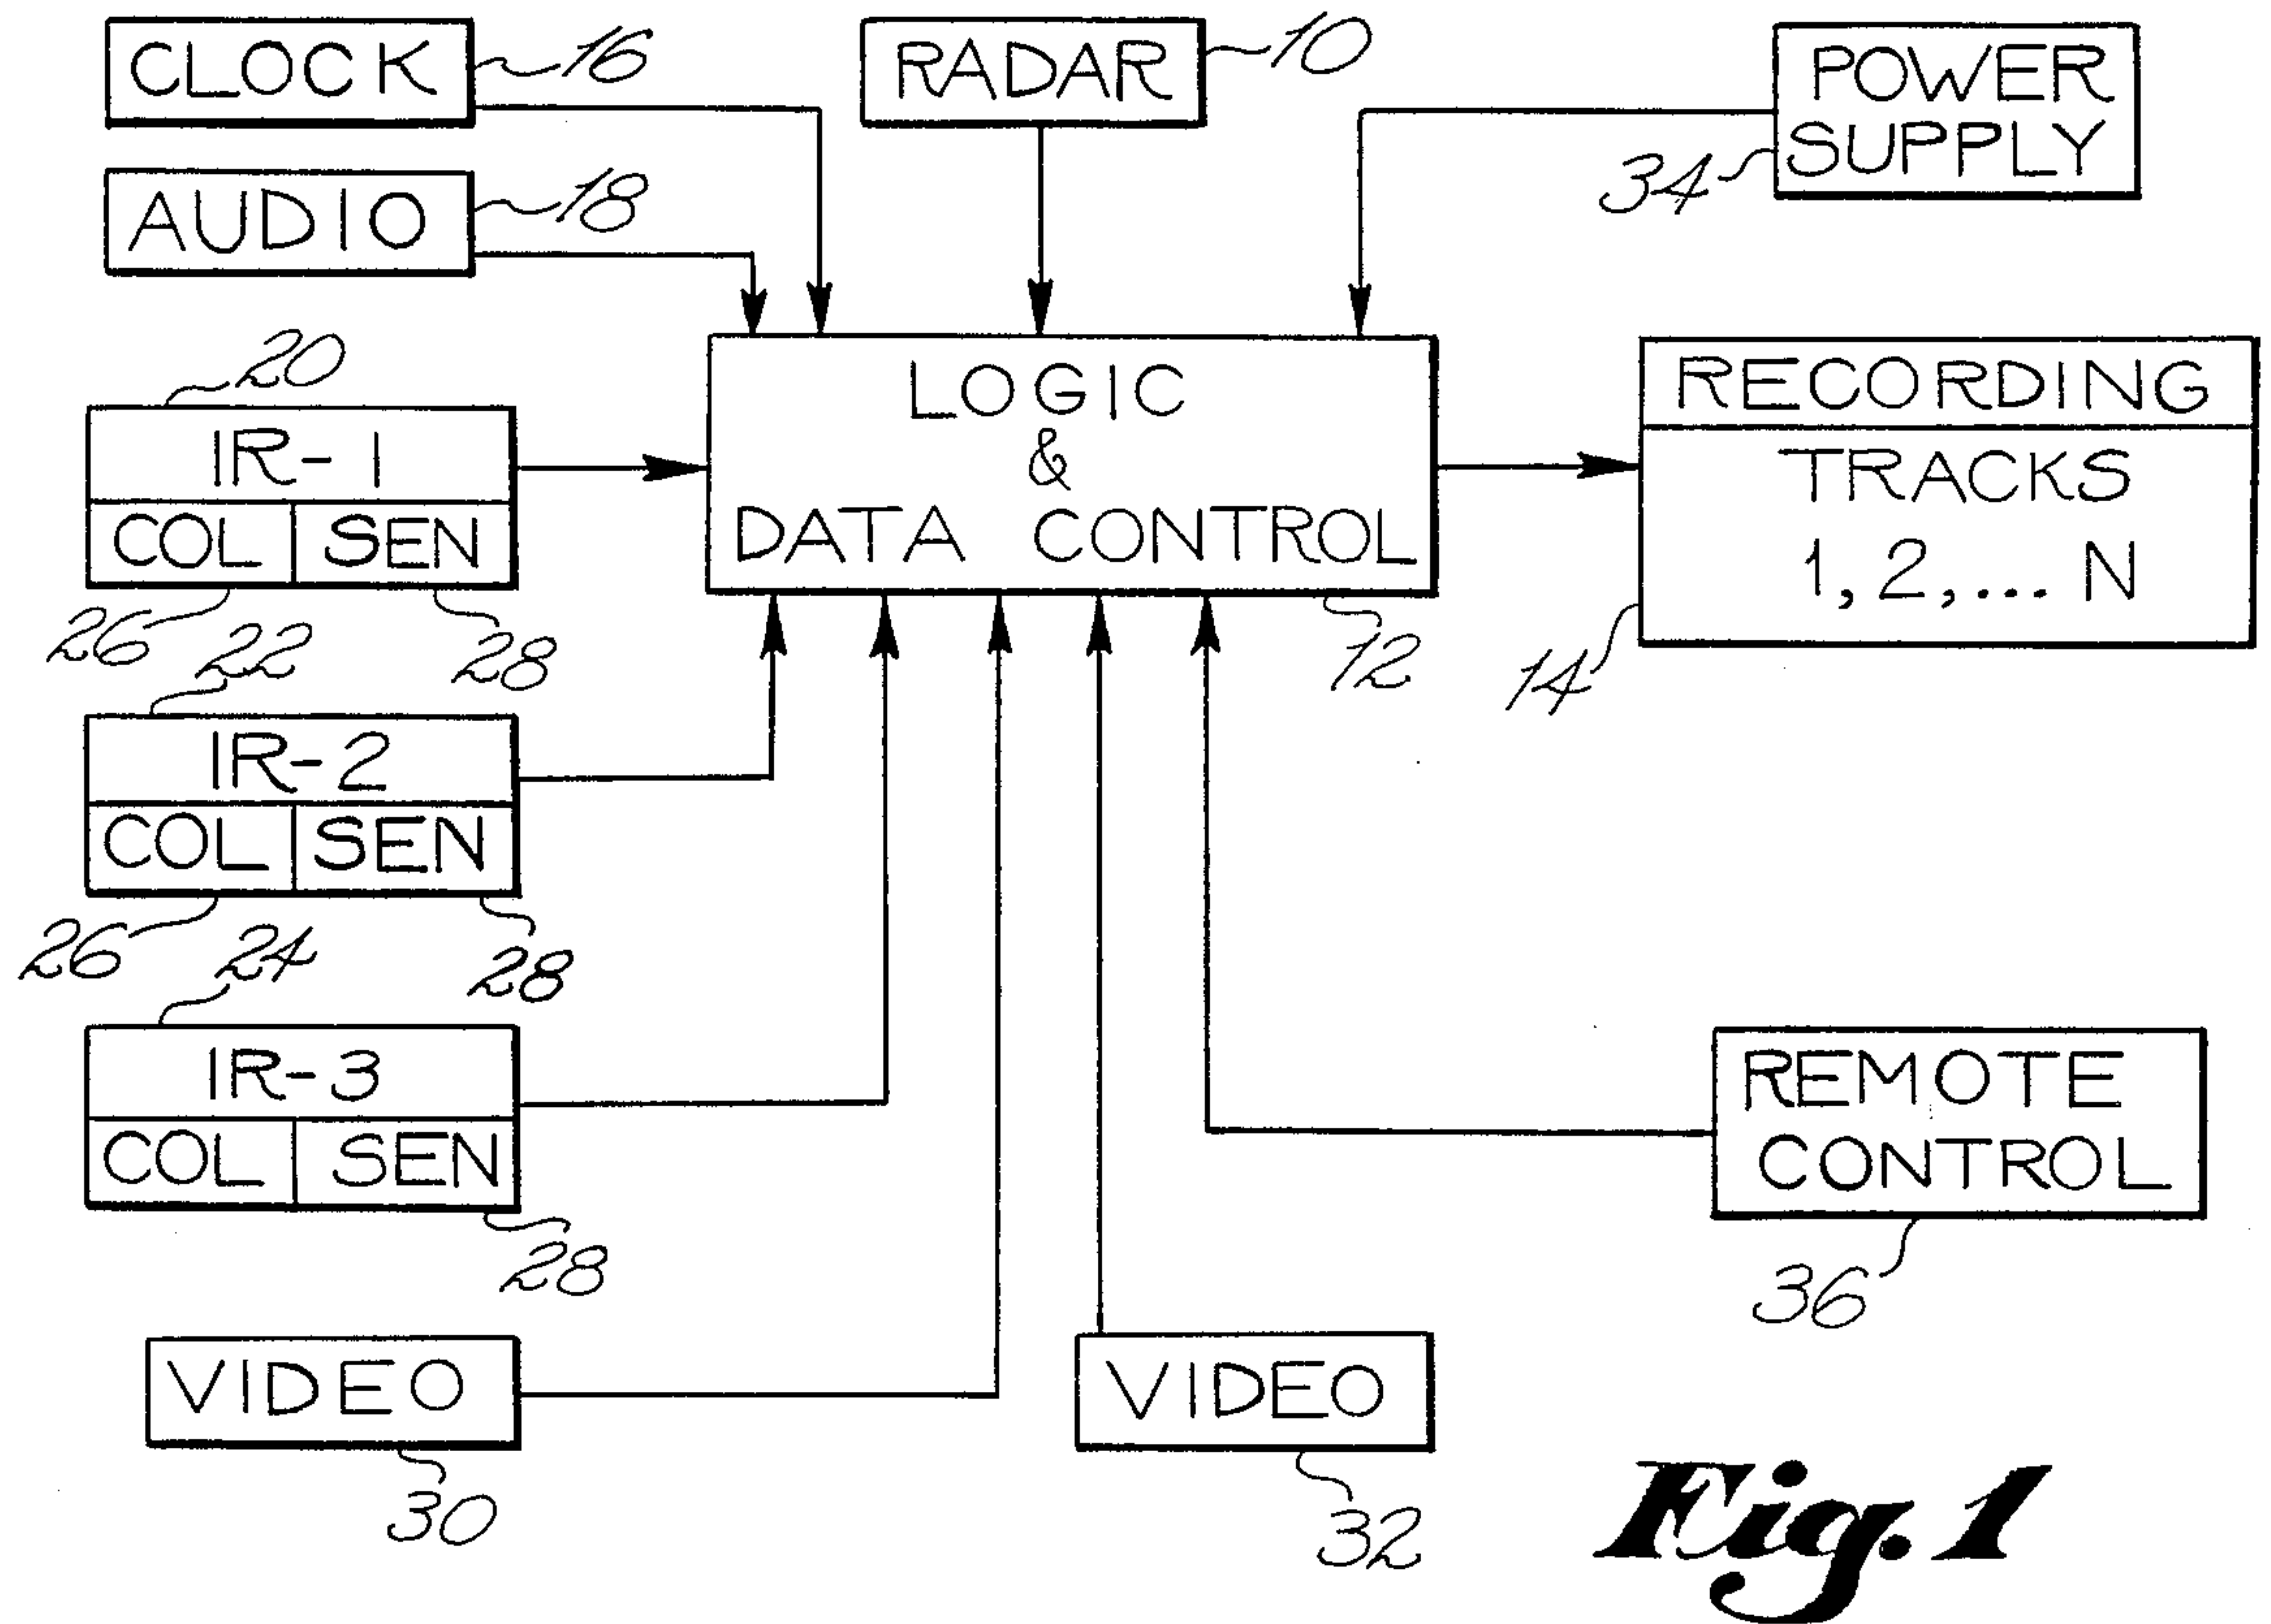 CLOCK
16
RADAR
10
POWER
SUPPLY
34
AUDIO
18
20
IR-1
COL SEN
26
28
LOGIC
&
DATA CONTROL
12
RECORDING
TRACKS
1, 2, ... N
14
22
IR-2
COL SEN
26
28
24
IR-3
COL SEN
28
REMOTE
CONTROL
36
VIDEO
30
VIDEO
32
Fig. 1